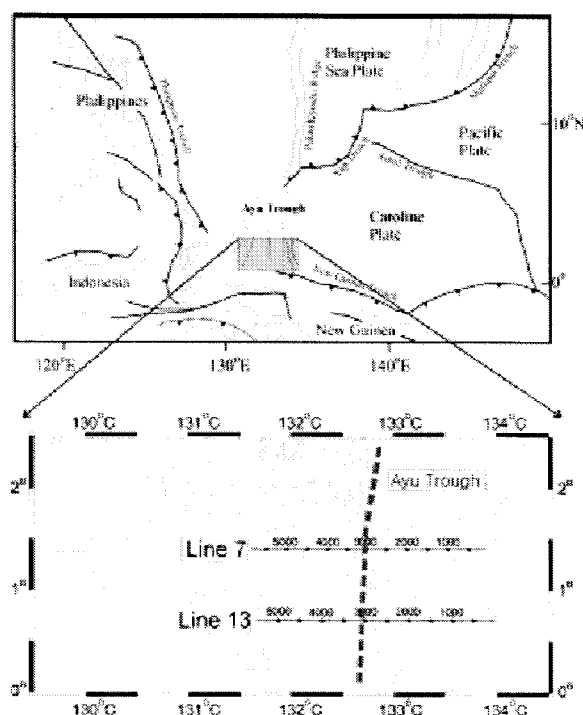 Philippine
Sea Plate
Philippines
10°N
Pacific
Plate
Ayu Trough
Caroline
Plate
Indonesia
0°
New Guinea
120°E
130°E
140°E
130°C
131°C
132°C
133°C
134°C
2°
Ayu Trough
2°
Line 7
5000 4000 3000 2000 1000
1°
1°
Line 13
5000 4000 2000 1000
0°
0°
130°C
131°C
132°C
133°C
134°C